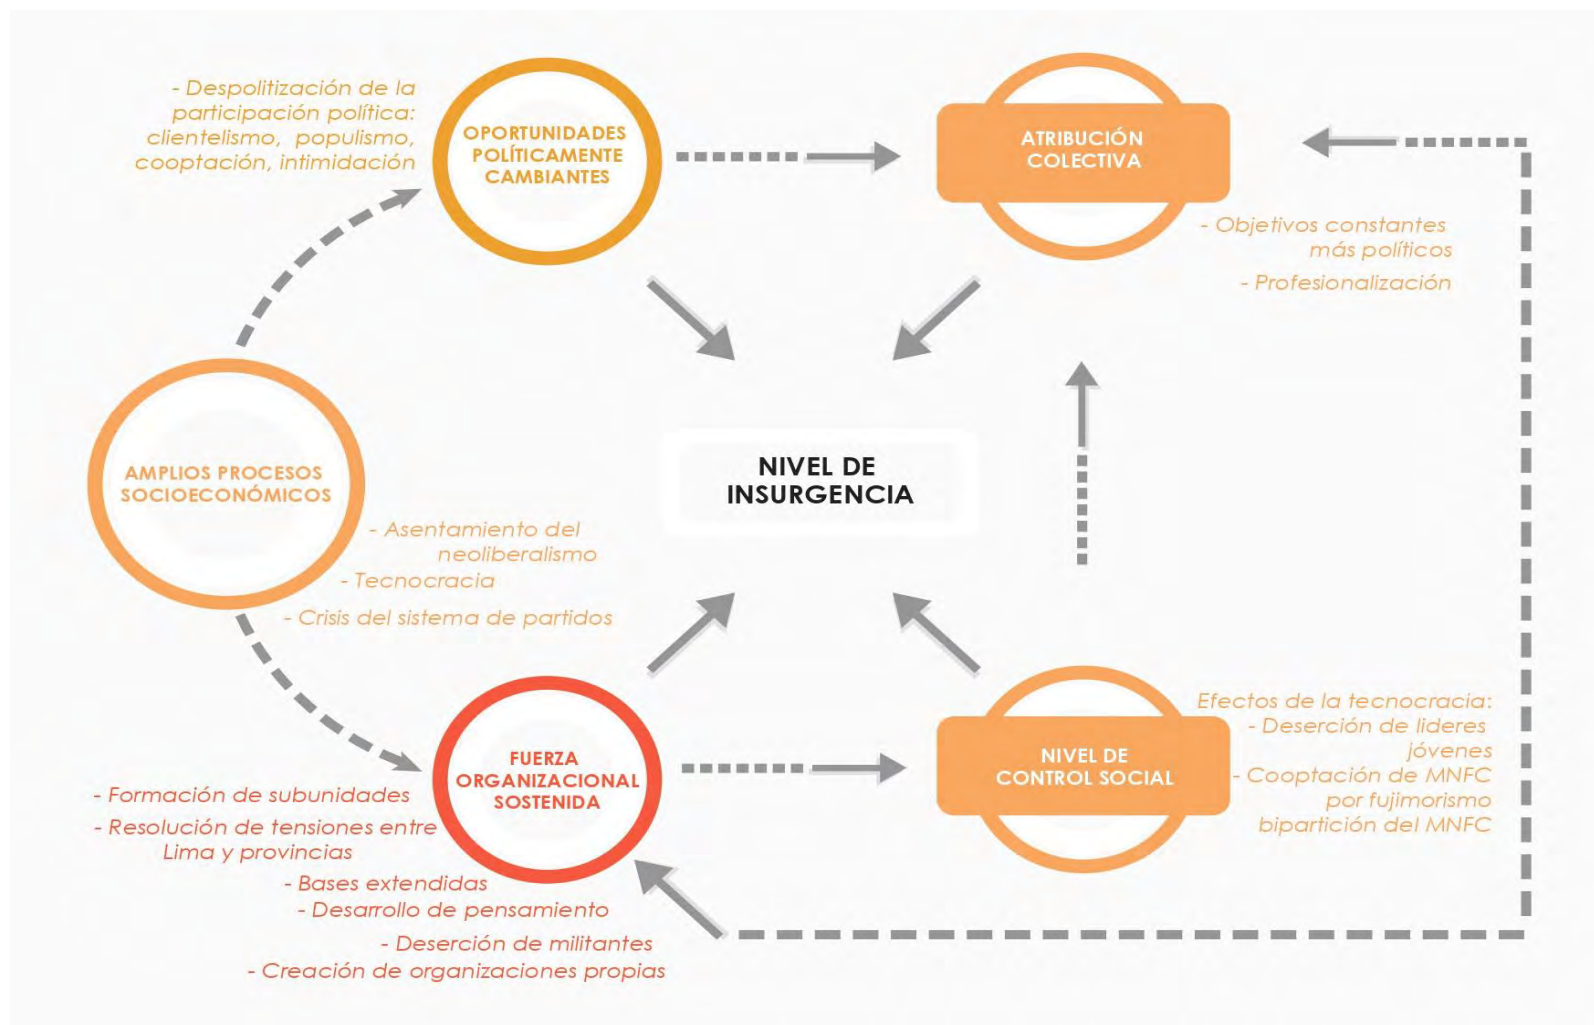 - Despolitización de la
participación política:
clientelismo, populismo,
cooptación, intimidación
OPORTUNIDADES
POLÍTICAMENTE
CAMBIANTES
ATRIBUCIÓN
COLECTIVA
- Objetivos constantes
más políticos
- Profesionalización
AMPLIOS PROCESOS
SOCIOECONÓMICOS
- Asentamiento del
neoliberalismo
- Tecnocracia
- Crisis del sistema de partidos
NIVEL DE
INSURGENCIA
FUERZA
ORGANIZACIONAL
SOSTENIDA
- Formación de subunidades
- Resolución de tensiones entre
Lima y provincias
- Bases extendidas
- Desarrollo de pensamiento
- Deserción de militantes
- Creación de organizaciones propias
NIVEL DE
CONTROL SOCIAL
Efectos de la tecnocracia:
- Deserción de lideres
jóvenes
- Cooptación de MNFC
por fujimorismo
bipartición del MNFC